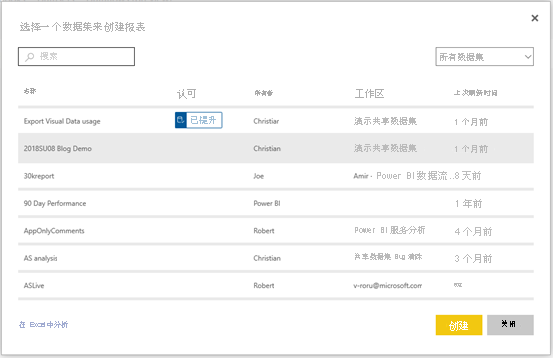 选择一个数据集来创建报表
搜索
所有数据集
名称 认可 所有者 工作区 上次刷新时间
Export Visual Data usage 已提升 Christiar 演示共享数据集 1 个月前
2018SU08 Blog Demo Christian 演示共享数据集 1 个月前
30kreport Joe Amir - Power BI 数据流 .. 8 天前
90 Day Performance Power BI 1 年前
AppOnlyComments Robert Power BI 服务分析 4 个月前
AS analysis Christian 共享数据集 Bug 清除 3 个月前
ASLive Robert v-roru@microsoft.com
在 Excel 中分析
创建 关闭